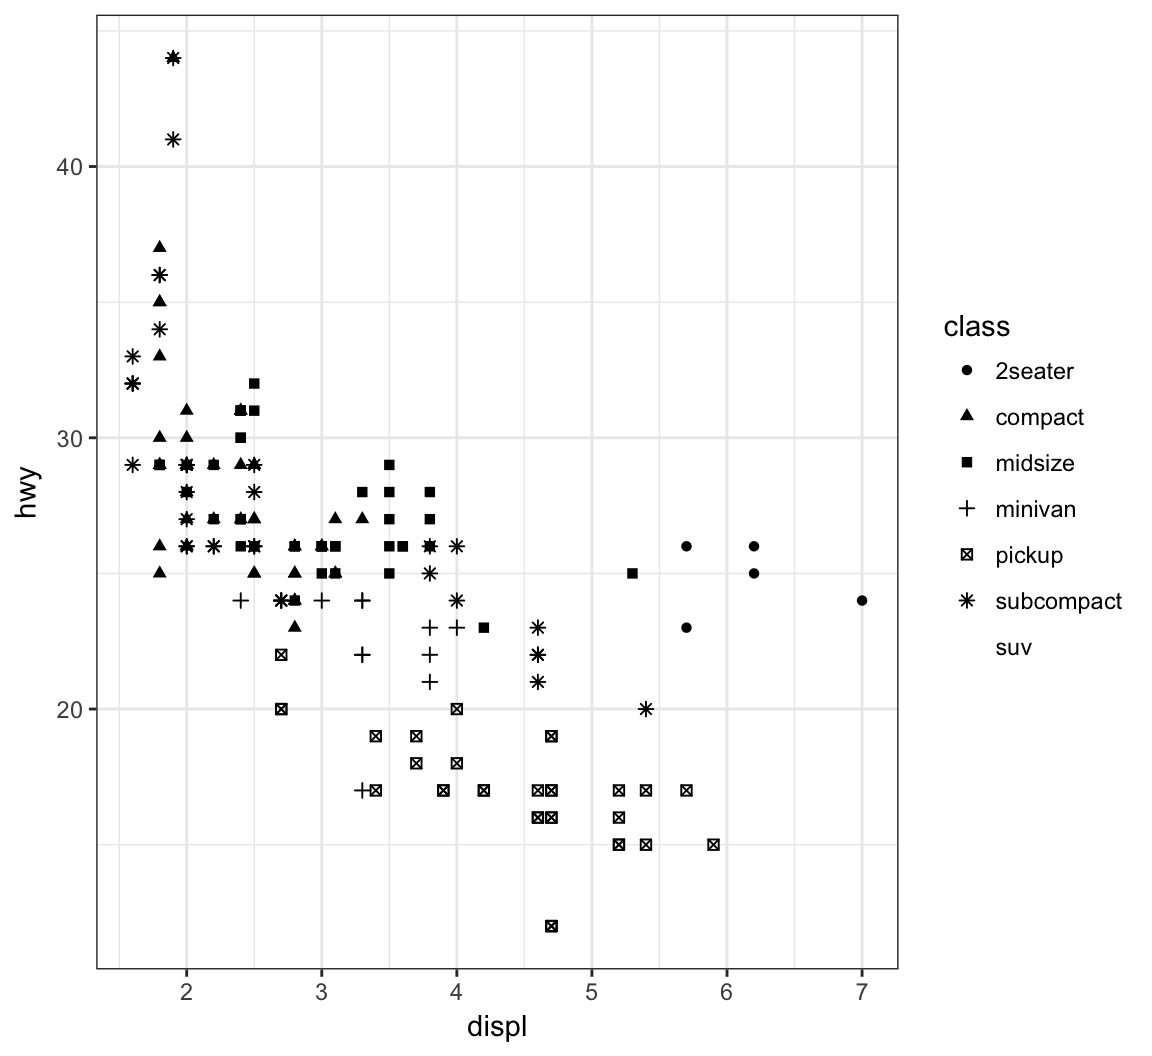 hwy
40
30
20
2 3 4 5 6 7
displ
class
2seater
compact
midsize
minivan
pickup
subcompact
suv